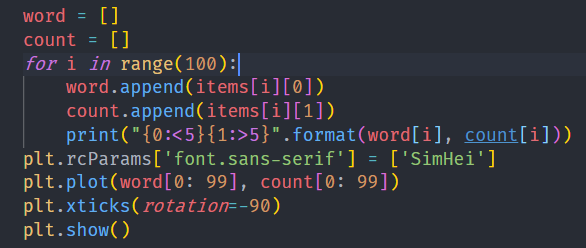 word = []
count = []
for i in range(100):
    word.append(items[i][0])
    count.append(items[i][1])
    print("{0:<5}{1:>5}".format(word[i], count[i]))
plt.rcParams['font.sans-serif'] = ['SimHei']
plt.plot(word[0: 99], count[0: 99])
plt.xticks(rotation=-90)
plt.show()